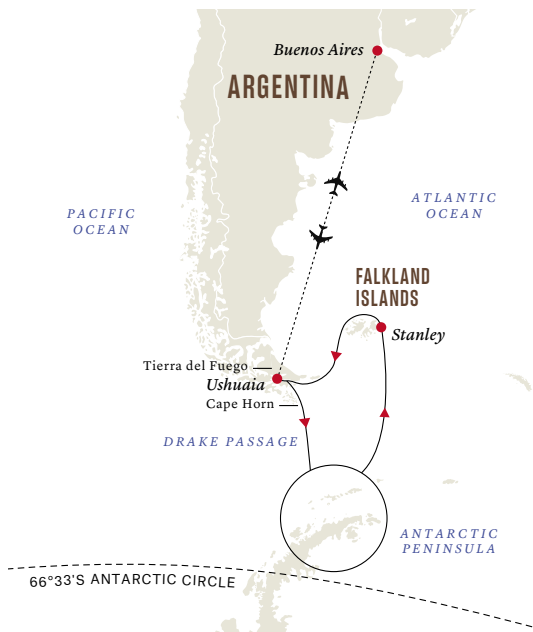 Buenos Aires
ARGENTINA
PACIFIC
OCEAN
ATLANTIC
OCEAN
FALKLAND
ISLANDS
Stanley
Tierra del Fuego
Ushuaia
Cape Horn
DRAKE PASSAGE
ANTARCTIC
PENINSULA
66°33'S ANTARCTIC CIRCLE